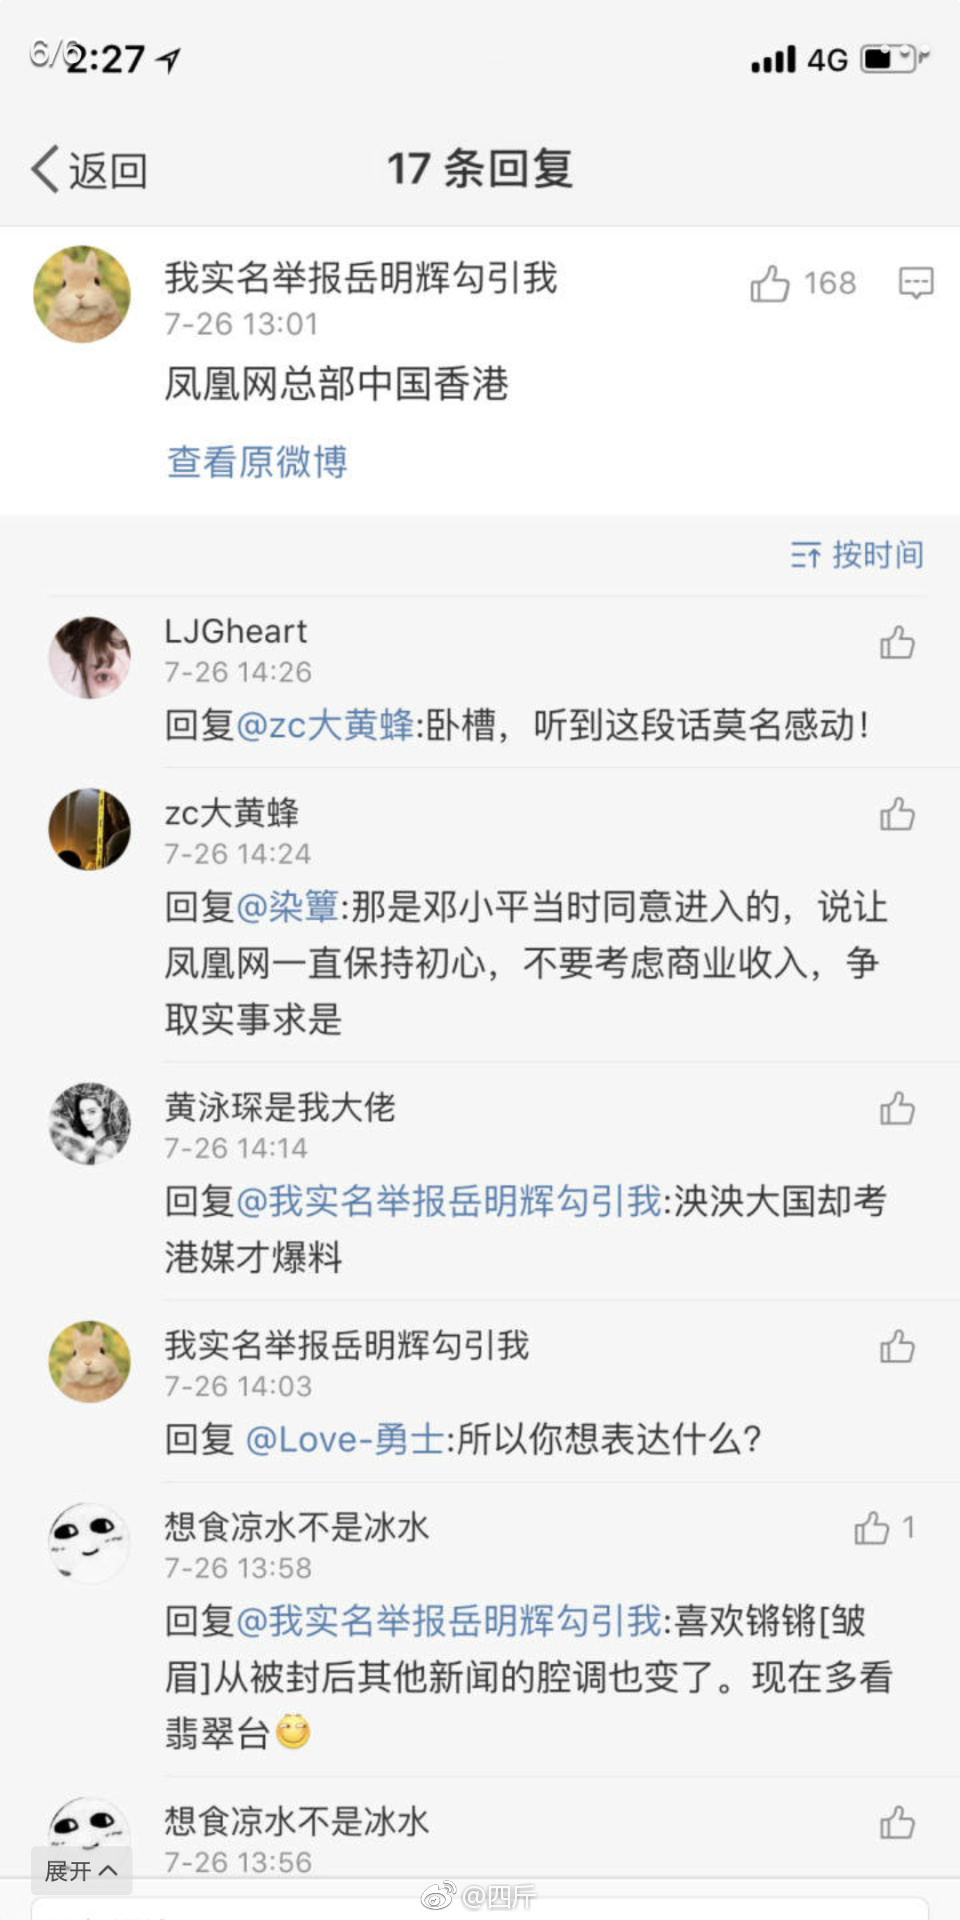 6/6
2:27
4G
返回
17 条回复
我实名举报岳明辉勾引我
168
7-26 13:01
凤凰网总部中国香港
查看原微博
按时间
LJGheart
7-26 14:26
回复@zc大黄蜂:卧槽，听到这段话莫名感动！
zc大黄蜂
7-26 14:24
回复@染簟:那是邓小平当时同意进入的，说让
凤凰网一直保持初心，不要考虑商业收入，争
取实事求是
黄泳琛是我大佬
7-26 14:14
回复@我实名举报岳明辉勾引我:泱泱大国却考
港媒才爆料
我实名举报岳明辉勾引我
7-26 14:03
回复 @Love-勇士:所以你想表达什么？
想食凉水不是冰水
1
7-26 13:58
回复@我实名举报岳明辉勾引我:喜欢锵锵[皱
眉]从被封后其他新闻的腔调也变了。现在多看
翡翠台
想食凉水不是冰水
7-26 13:56
展开
@四斤